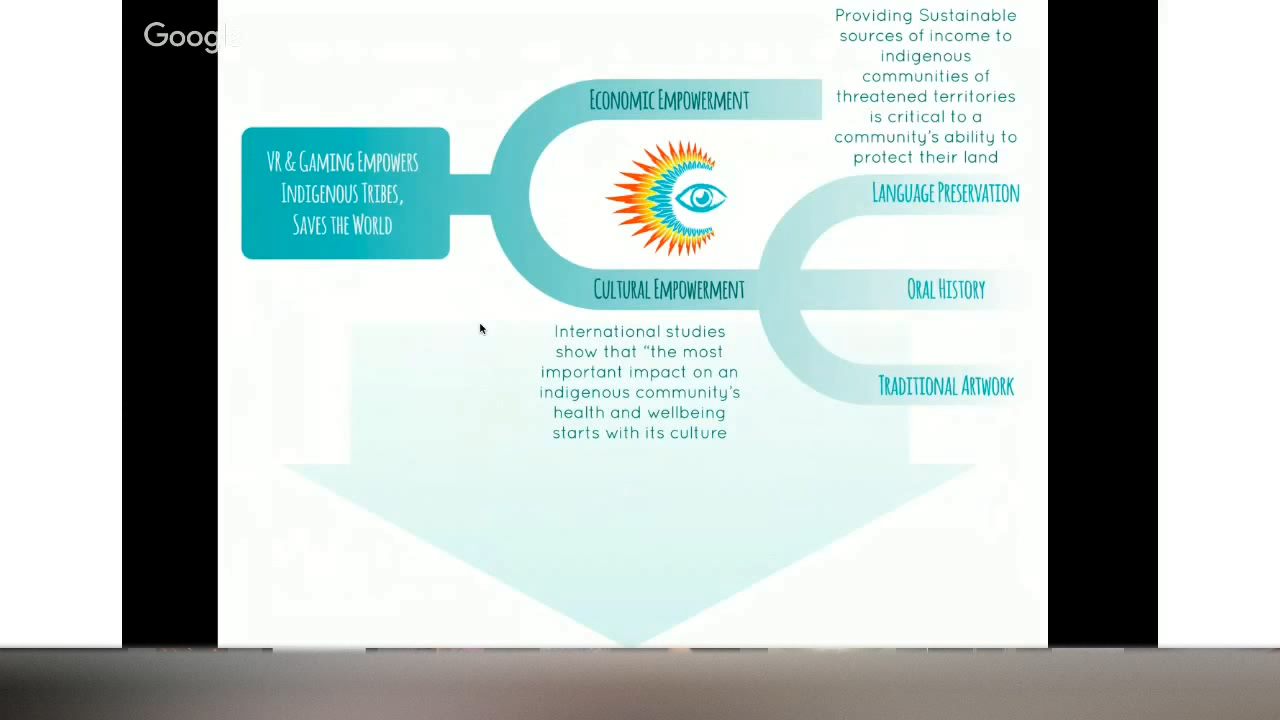 Google
Providing Sustainable
sources of income to
indigenous
communities of
threatened territories
is critical to a
community's ability to
protect their land
ECONOMIC EMPOWERMENT
VR & GAMING EMPOWERS
INDIGENOUS TRIBES,
SAVES THE WORLD
LANGUAGE PRESERVATION
CULTURAL EMPOWERMENT
ORAL HISTORY
TRADITIONAL ARTWORK
International studies
show that "the most
important impact on an
indigenous community's
health and wellbeing
starts with its culture